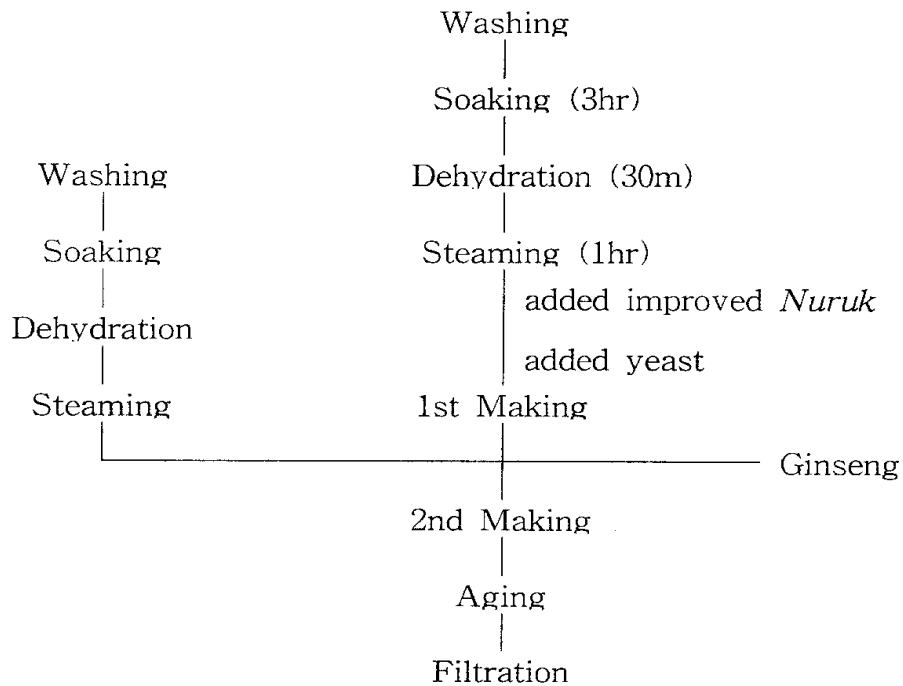 Washing
Soaking (3hr)
Washing
Dehydration (30m)
Soaking
Steaming (1hr)
added improved Nuruk
Dehydration
added yeast
Steaming
1st Making
Ginseng
2nd Making
Aging
Filtration